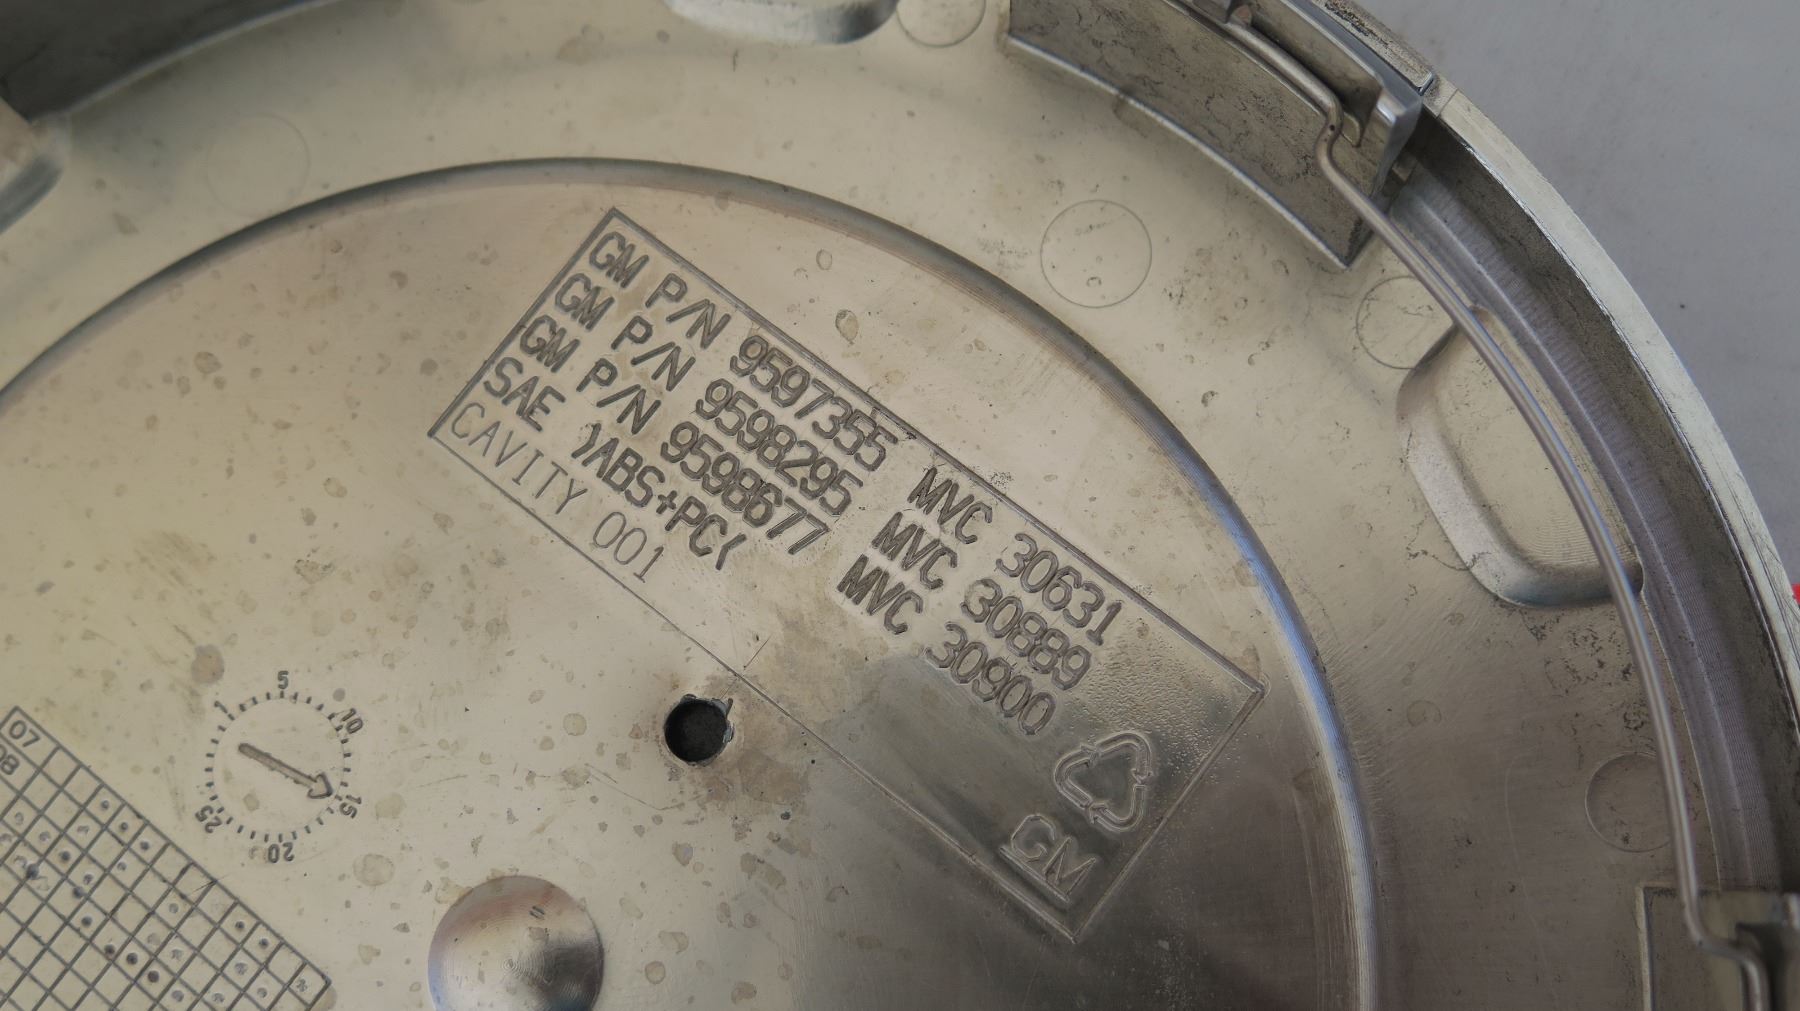 GM P/N 9597355 MVC 30631
GM P/N 9598295 MVC 30889
GM P/N 9598677 MVC 30900
SAE >ABS+PC<
CAVITY 001
GM
1 5 10 15 20 25
07
08